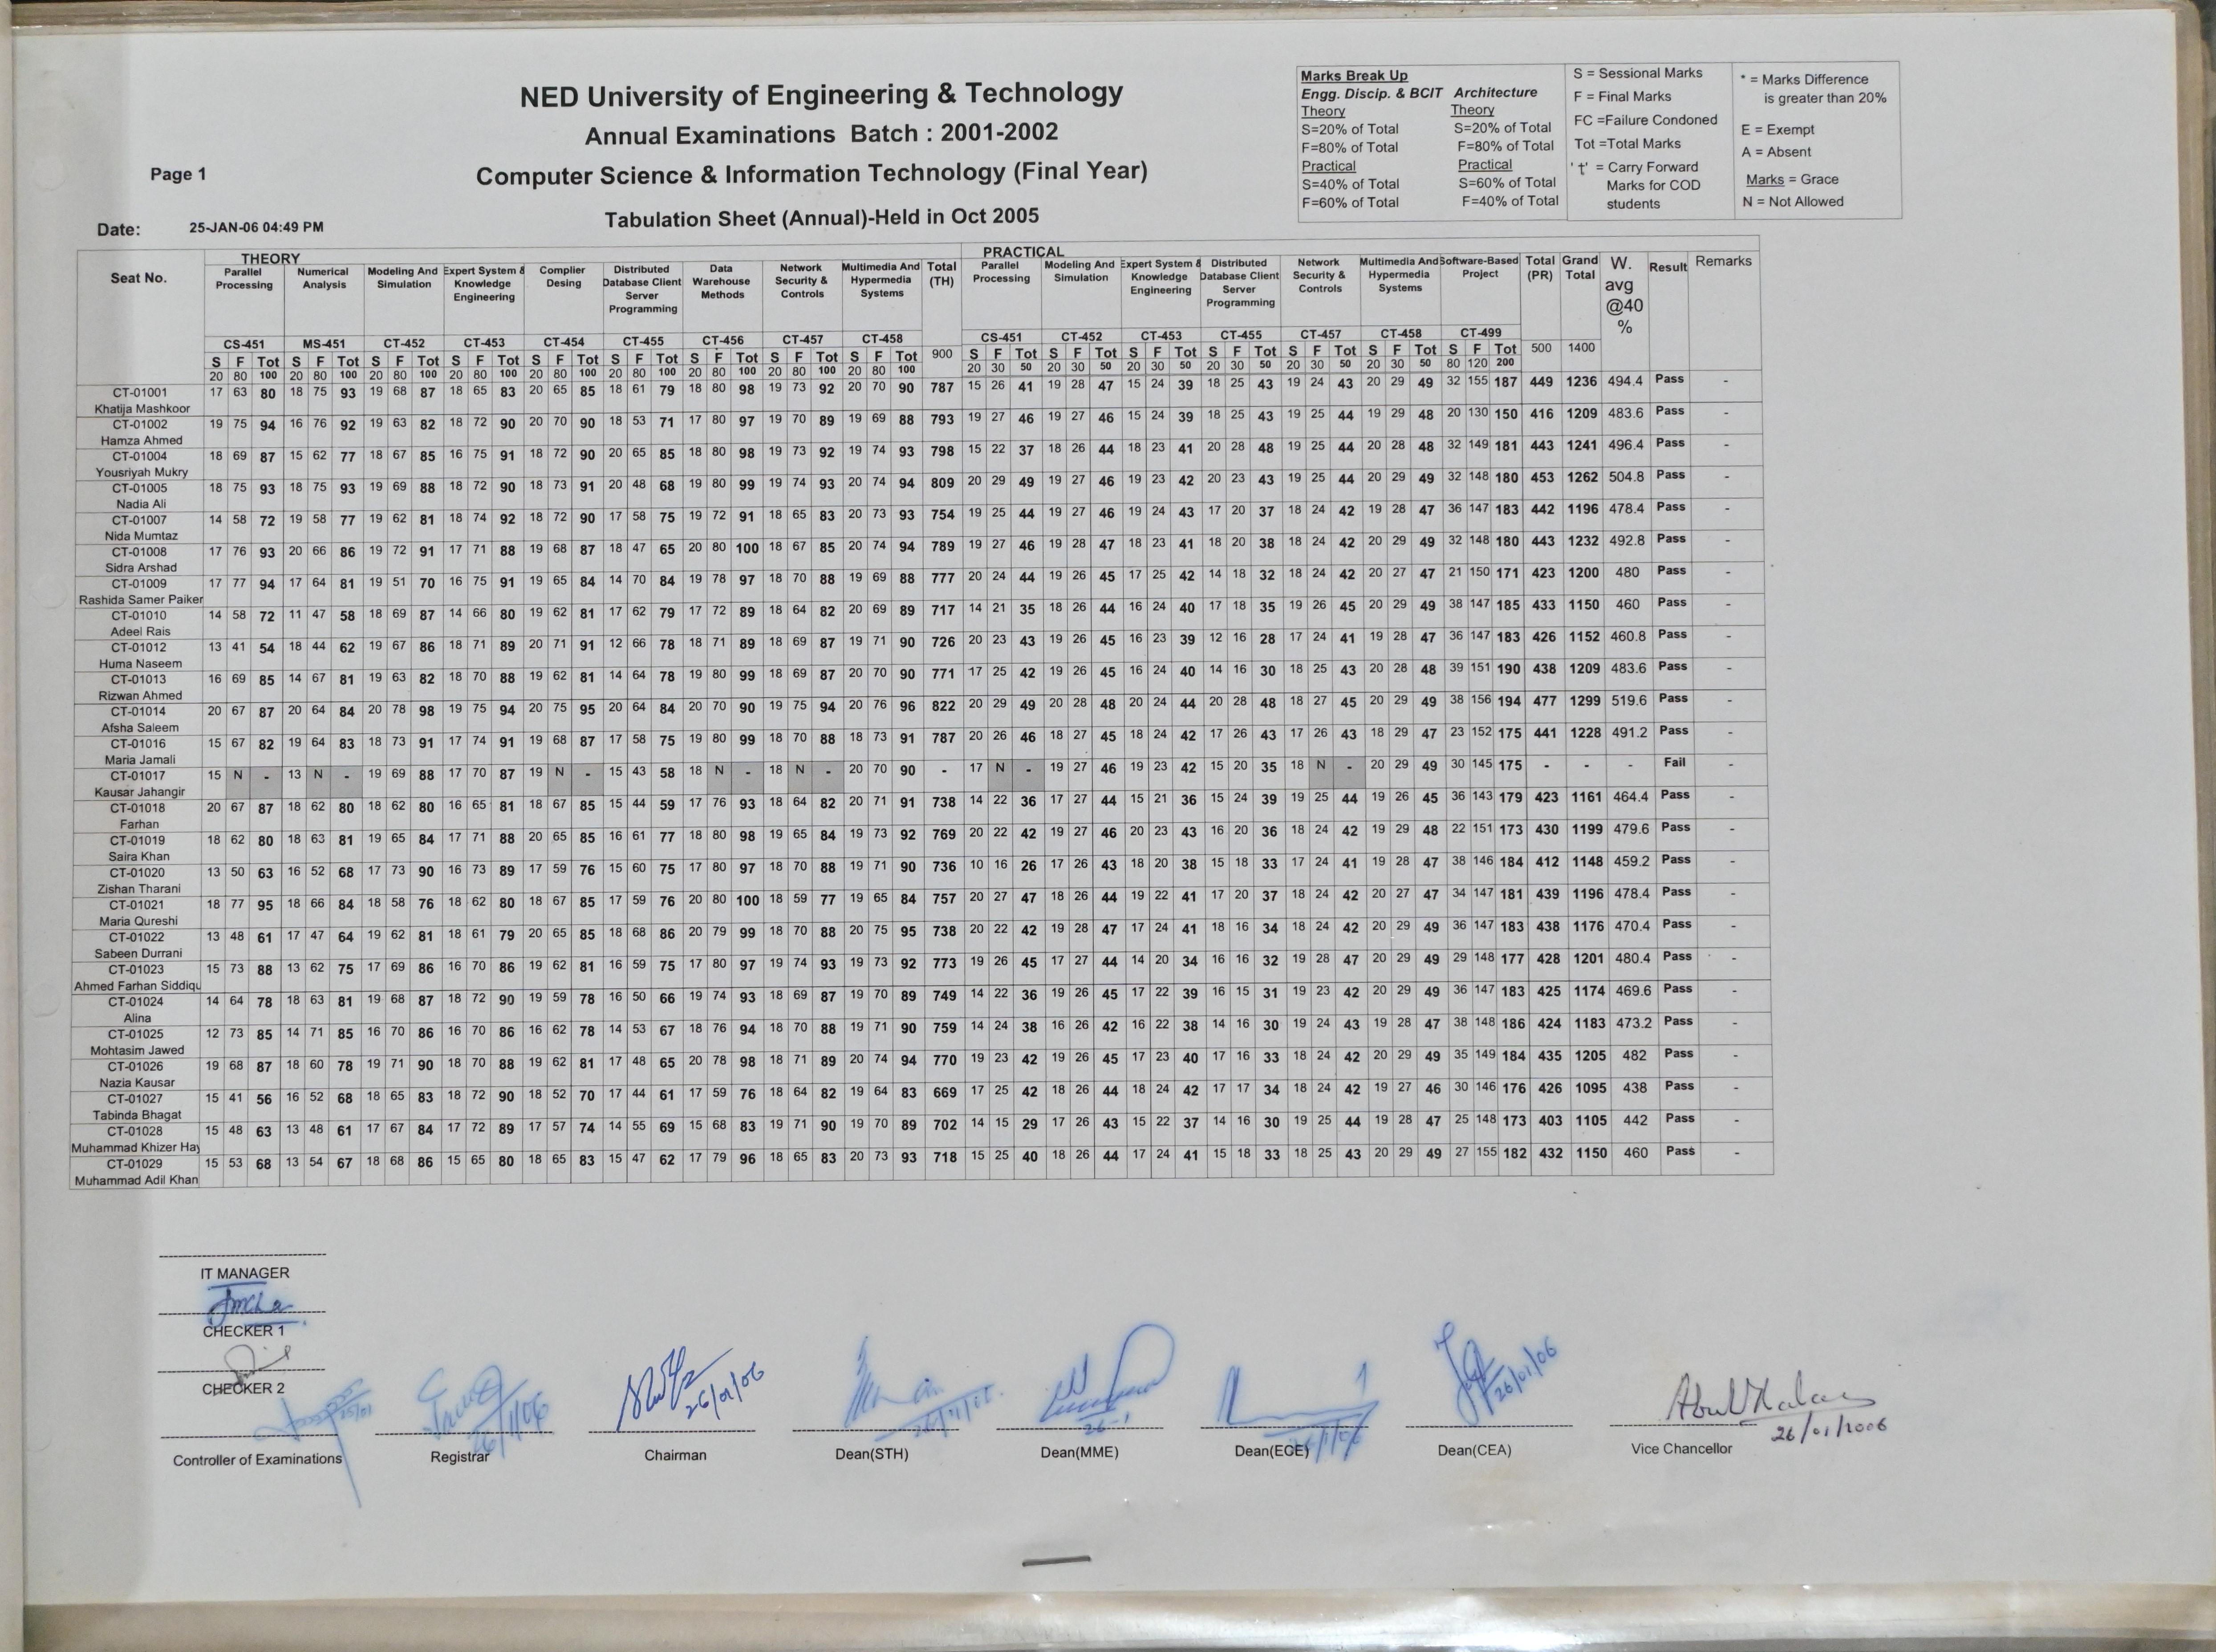 NED University of Engineering & Technology
Annual Examinations Batch : 2001-2002
Computer Science & Information Technology (Final Year)
Tabulation Sheet (Annual)-Held in Oct 2005
Page 1
Date: 25-JAN-06 04:49 PM
Marks Break Up
Engg. Discip. & BCIT Architecture
Theory Theory
S=20% of Total S=20% of Total
F=80% of Total F=80% of Total
Practical Practical
S=40% of Total S=60% of Total
F=60% of Total F=40% of Total
S = Sessional Marks
F = Final Marks
FC =Failure Condoned
Tot =Total Marks
' t' = Carry Forward
Marks for COD
students
* = Marks Difference
is greater than 20%
E = Exempt
A = Absent
Marks = Grace
N = Not Allowed
THEORY PRACTICAL
Seat No. Parallel Processing Numerical Analysis Modeling And Simulation Expert System & Knowledge Engineering Complier Desing Distributed Database Client Server Programming Data Warehouse Methods Network Security & Controls Multimedia And Hypermedia Systems Total (TH) Parallel Processing Modeling And Simulation Expert System & Knowledge Engineering Distributed Database Client Server Programming Network Security & Controls Multimedia And Hypermedia Systems Software-Based Project Total (PR) Grand Total W. avg @40 % Result Remarks
CS-451 MS-451 CT-452 CT-453 CT-454 CT-455 CT-456 CT-457 CT-458 CS-451 CT-452 CT-453 CT-455 CT-457 CT-458 CT-499
S F Tot S F Tot S F Tot S F Tot S F Tot S F Tot S F Tot S F Tot S F Tot 900 S F Tot S F Tot S F Tot S F Tot S F Tot S F Tot S F Tot 500 1400
20 80 100 20 80 100 20 80 100 20 80 100 20 80 100 20 80 100 20 80 100 20 80 100 20 80 100 20 30 50 20 30 50 20 30 50 20 30 50 20 30 50 20 30 50 80 120 200
CT-01001 17 63 80 18 75 93 19 68 87 18 65 83 20 65 85 18 61 79 18 80 98 19 73 92 20 70 90 787 15 26 41 19 28 47 15 24 39 18 25 43 19 24 43 20 29 49 32 155 187 449 1236 494.4 Pass -
Khatija Mashkoor
CT-01002 19 75 94 16 76 92 19 63 82 18 72 90 20 70 90 18 53 71 17 80 97 19 70 89 19 69 88 793 19 27 46 19 27 46 15 24 39 18 25 43 19 25 44 19 29 48 20 130 150 416 1209 483.6 Pass -
Hamza Ahmed
CT-01004 18 69 87 15 62 77 18 67 85 16 75 91 18 72 90 20 65 85 18 80 98 19 73 92 19 74 93 798 15 22 37 18 26 44 18 23 41 20 28 48 19 25 44 20 28 48 32 149 181 443 1241 496.4 Pass -
Yousriyah Mukry
CT-01005 18 75 93 18 75 93 19 69 88 18 72 90 18 73 91 20 48 68 19 80 99 19 74 93 20 74 94 809 20 29 49 19 27 46 19 23 42 20 23 43 19 25 44 20 29 49 32 148 180 453 1262 504.8 Pass -
Nadia Ali
CT-01007 14 58 72 19 58 77 19 62 81 18 74 92 18 72 90 17 58 75 19 72 91 18 65 83 20 73 93 754 19 25 44 19 27 46 19 24 43 17 20 37 18 24 42 19 28 47 36 147 183 442 1196 478.4 Pass -
Nida Mumtaz
CT-01008 17 76 93 20 66 86 19 72 91 17 71 88 19 68 87 18 47 65 20 80 100 18 67 85 20 74 94 789 19 27 46 19 28 47 18 23 41 18 20 38 18 24 42 20 29 49 32 148 180 443 1232 492.8 Pass -
Sidra Arshad
CT-01009 17 77 94 17 64 81 19 51 70 16 75 91 19 65 84 14 70 84 19 78 97 18 70 88 19 69 88 777 20 24 44 19 26 45 17 25 42 14 18 32 18 24 42 20 27 47 21 150 171 423 1200 480 Pass -
Rashida Samer Paiker
CT-01010 14 58 72 11 47 58 18 69 87 14 66 80 19 62 81 17 62 79 17 72 89 18 64 82 20 69 89 717 14 21 35 18 26 44 16 24 40 17 18 35 19 26 45 20 29 49 38 147 185 433 1150 460 Pass -
Adeel Rais
CT-01012 13 41 54 18 44 62 19 67 86 18 71 89 20 71 91 12 66 78 18 71 89 18 69 87 19 71 90 726 20 23 43 19 26 45 16 23 39 12 16 28 17 24 41 19 28 47 36 147 183 426 1152 460.8 Pass -
Huma Naseem
CT-01013 16 69 85 14 67 81 19 63 82 18 70 88 19 62 81 14 64 78 19 80 99 18 69 87 20 70 90 771 17 25 42 19 26 45 16 24 40 14 16 30 18 25 43 20 28 48 39 151 190 438 1209 483.6 Pass -
Rizwan Ahmed
CT-01014 20 67 87 20 64 84 20 78 98 19 75 94 20 75 95 20 64 84 20 70 90 19 75 94 20 76 96 822 20 29 49 20 28 48 20 24 44 20 28 48 18 27 45 20 29 49 38 156 194 477 1299 519.6 Pass -
Afsha Saleem
CT-01016 15 67 82 19 64 83 18 73 91 17 74 91 19 68 87 17 58 75 19 80 99 18 70 88 18 73 91 787 20 26 46 18 27 45 18 24 42 17 26 43 17 26 43 18 29 47 23 152 175 441 1228 491.2 Pass -
Maria Jamali
CT-01017 15 N - 13 N - 19 69 88 17 70 87 19 N - 15 43 58 18 N - 18 N - 20 70 90 - 17 N - 19 27 46 19 23 42 15 20 35 18 N - 20 29 49 30 145 175 - - - Fail -
Kausar Jahangir
CT-01018 20 67 87 18 62 80 18 62 80 16 65 81 18 67 85 15 44 59 17 76 93 18 64 82 20 71 91 738 14 22 36 17 27 44 15 21 36 15 24 39 19 25 44 19 26 45 36 143 179 423 1161 464.4 Pass -
Farhan
CT-01019 18 62 80 18 63 81 19 65 84 17 71 88 20 65 85 16 61 77 18 80 98 19 65 84 19 73 92 769 20 22 42 19 27 46 20 23 43 16 20 36 18 24 42 19 29 48 22 151 173 430 1199 479.6 Pass -
Saira Khan
CT-01020 13 50 63 16 52 68 17 73 90 16 73 89 17 59 76 15 60 75 17 80 97 18 70 88 19 71 90 736 10 16 26 17 26 43 18 20 38 15 18 33 17 24 41 19 28 47 38 146 184 412 1148 459.2 Pass -
Zishan Tharani
CT-01021 18 77 95 18 66 84 18 58 76 18 62 80 18 67 85 17 59 76 20 80 100 18 59 77 19 65 84 757 20 27 47 18 26 44 19 22 41 17 20 37 18 24 42 20 27 47 34 147 181 439 1196 478.4 Pass -
Maria Qureshi
CT-01022 13 48 61 17 47 64 19 62 81 18 61 79 20 65 85 18 68 86 20 79 99 18 70 88 20 75 95 738 20 22 42 19 28 47 17 24 41 18 16 34 18 24 42 20 29 49 36 147 183 438 1176 470.4 Pass -
Sabeen Durrani
CT-01023 15 73 88 13 62 75 17 69 86 16 70 86 19 62 81 16 59 75 17 80 97 19 74 93 19 73 92 773 19 26 45 17 27 44 14 20 34 16 16 32 19 28 47 20 29 49 29 148 177 428 1201 480.4 Pass -
Ahmed Farhan Siddiqu
CT-01024 14 64 78 18 63 81 19 68 87 18 72 90 19 59 78 16 50 66 19 74 93 18 69 87 19 70 89 749 14 22 36 19 26 45 17 22 39 16 15 31 19 23 42 20 29 49 36 147 183 425 1174 469.6 Pass -
Alina
CT-01025 12 73 85 14 71 85 16 70 86 16 70 86 16 62 78 14 53 67 18 76 94 18 70 88 19 71 90 759 14 24 38 16 26 42 16 22 38 14 16 30 19 24 43 19 28 47 38 148 186 424 1183 473.2 Pass -
Mohtasim Jawed
CT-01026 19 68 87 18 60 78 19 71 90 18 70 88 19 62 81 17 48 65 20 78 98 18 71 89 20 74 94 770 19 23 42 19 26 45 17 23 40 17 16 33 18 24 42 20 29 49 35 149 184 435 1205 482 Pass -
Nazia Kausar
CT-01027 15 41 56 16 52 68 18 65 83 18 72 90 18 52 70 17 44 61 17 59 76 18 64 82 19 64 83 669 17 25 42 18 26 44 18 24 42 17 17 34 18 24 42 19 27 46 30 146 176 426 1095 438 Pass -
Tabinda Bhagat
CT-01028 15 48 63 13 48 61 17 67 84 17 72 89 17 57 74 14 55 69 15 68 83 19 71 90 19 70 89 702 14 15 29 17 26 43 15 22 37 14 16 30 19 25 44 19 28 47 25 148 173 403 1105 442 Pass -
Muhammad Khizer Hay
CT-01029 15 53 68 13 54 67 18 68 86 15 65 80 18 65 83 15 47 62 17 79 96 18 65 83 20 73 93 718 15 25 40 18 26 44 17 24 41 15 18 33 18 25 43 20 29 49 27 155 182 432 1150 460 Pass -
Muhammad Adil Khan
IT MANAGER
CHECKER 1
CHECKER 2
26/01/06 26/01/06 26/01/2006
Controller of Examinations Registrar Chairman Dean(STH) Dean(MME) Dean(ECE) Dean(CEA) Vice Chancellor